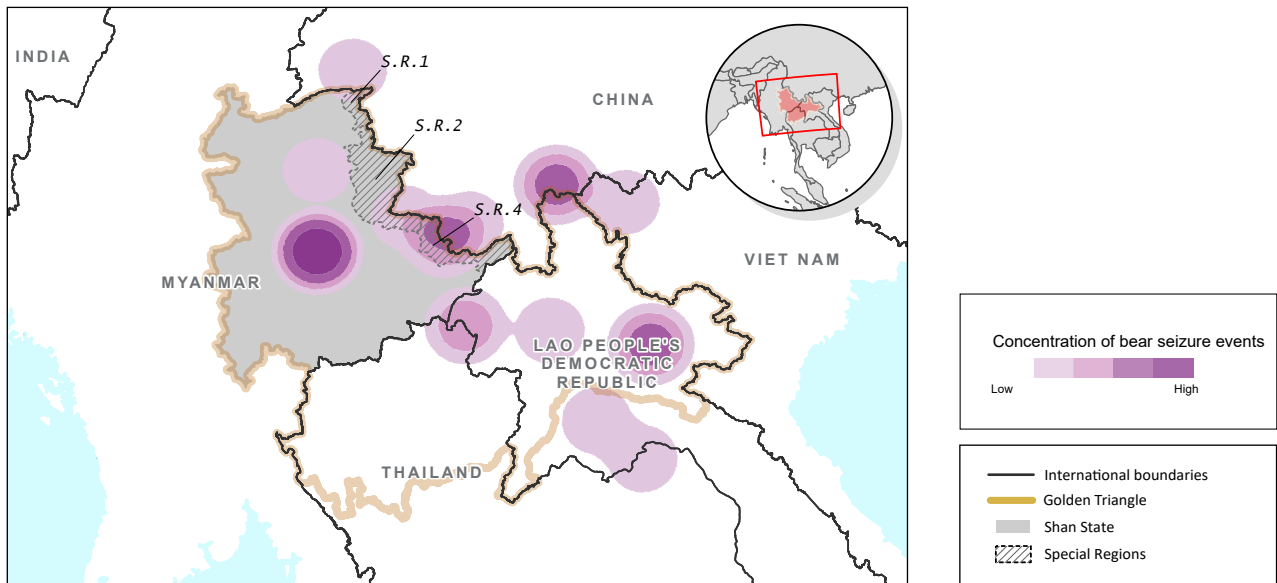 INDIA
S.R.1
CHINA
S.R.2
S.R.4
VIET NAM
MYANMAR
LAO PEOPLE'S
DEMOCRATIC
REPUBLIC
THAILAND
Concentration of bear seizure events
Low High
International boundaries
Golden Triangle
Shan State
Special Regions